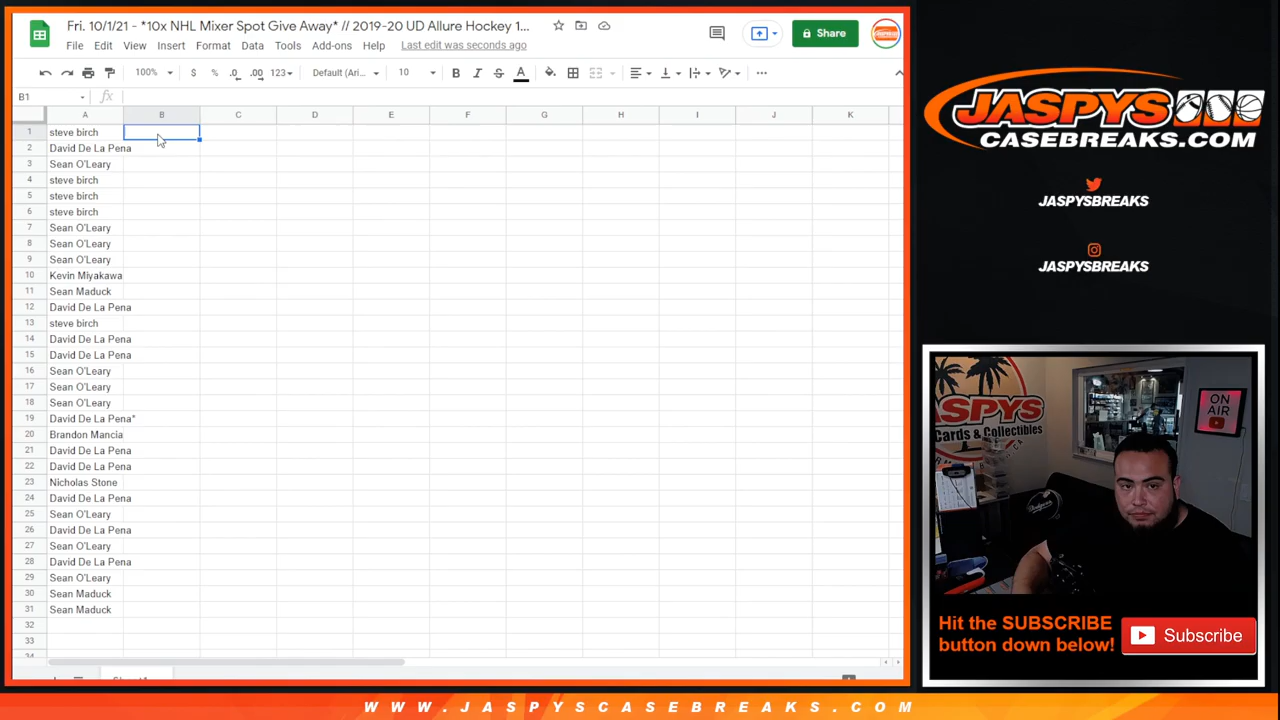 Fri. 10/1/21 - *10x NHL Mixer Spot Give Away* // 2019-20 UD Allure Hockey 1...
File Edit View Insert Format Data Tools Add-ons Help Last edit was seconds ago
Share
100% $ % .0 .00 123 Default (Ari... 10 B I S A
B1 fx
A B C D E F G H I J K
1 steve birch
2 David De La Pena
3 Sean O'Leary
4 steve birch
5 steve birch
6 steve birch
7 Sean O'Leary
8 Sean O'Leary
9 Sean O'Leary
10 Kevin Miyakawa
11 Sean Maduck
12 David De La Pena
13 steve birch
14 David De La Pena
15 David De La Pena
16 Sean O'Leary
17 Sean O'Leary
18 Sean O'Leary
19 David De La Pena*
20 Brandon Mancia
21 David De La Pena
22 David De La Pena
23 Nicholas Stone
24 David De La Pena
25 Sean O'Leary
26 David De La Pena
27 Sean O'Leary
28 David De La Pena
29 Sean O'Leary
30 Sean Maduck
31 Sean Maduck
32
33
JASPYS
CASEBREAKS.COM
JASPYSBREAKS
JASPYSBREAKS
JASPYS
Cards & Collectibles
ON AIR
Hit the SUBSCRIBE
button down below!
Subscribe
WWW.JASPYSCASEBREAKS.COM